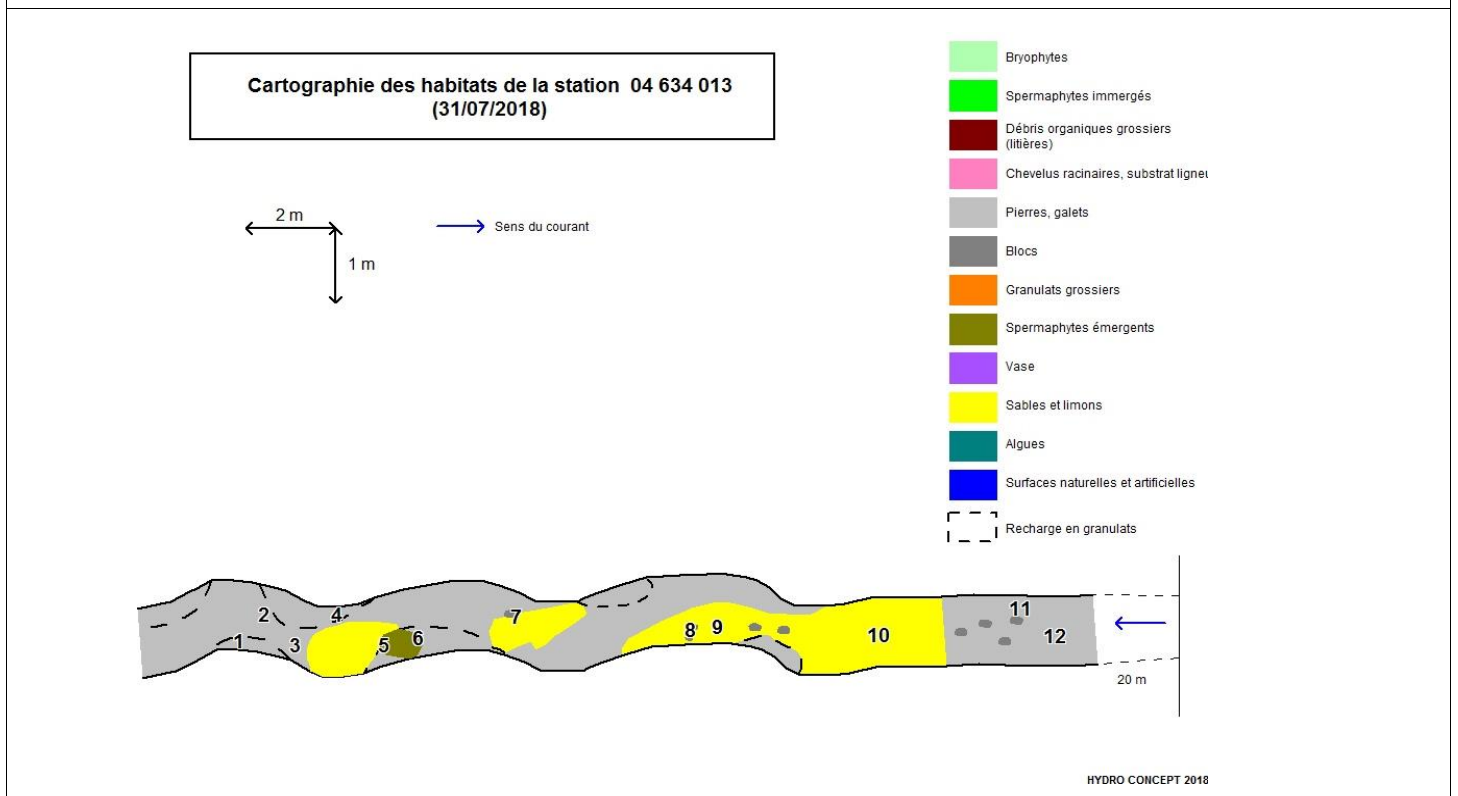 Cartographie des habitats de la station 04 634 013
(31/07/2018)
2 m
1 m
Sens du courant
Bryophytes
Spermaphytes immergés
Débris organiques grossiers
(litières)
Chevelus racinaires, substrat ligneu
Pierres, galets
Blocs
Granulats grossiers
Spermaphytes émergents
Vase
Sables et limons
Algues
Surfaces naturelles et artificielles
Recharge en granulats
1
2
3
4
5
6
7
8
9
10
11
12
20 m
HYDRO CONCEPT 2018